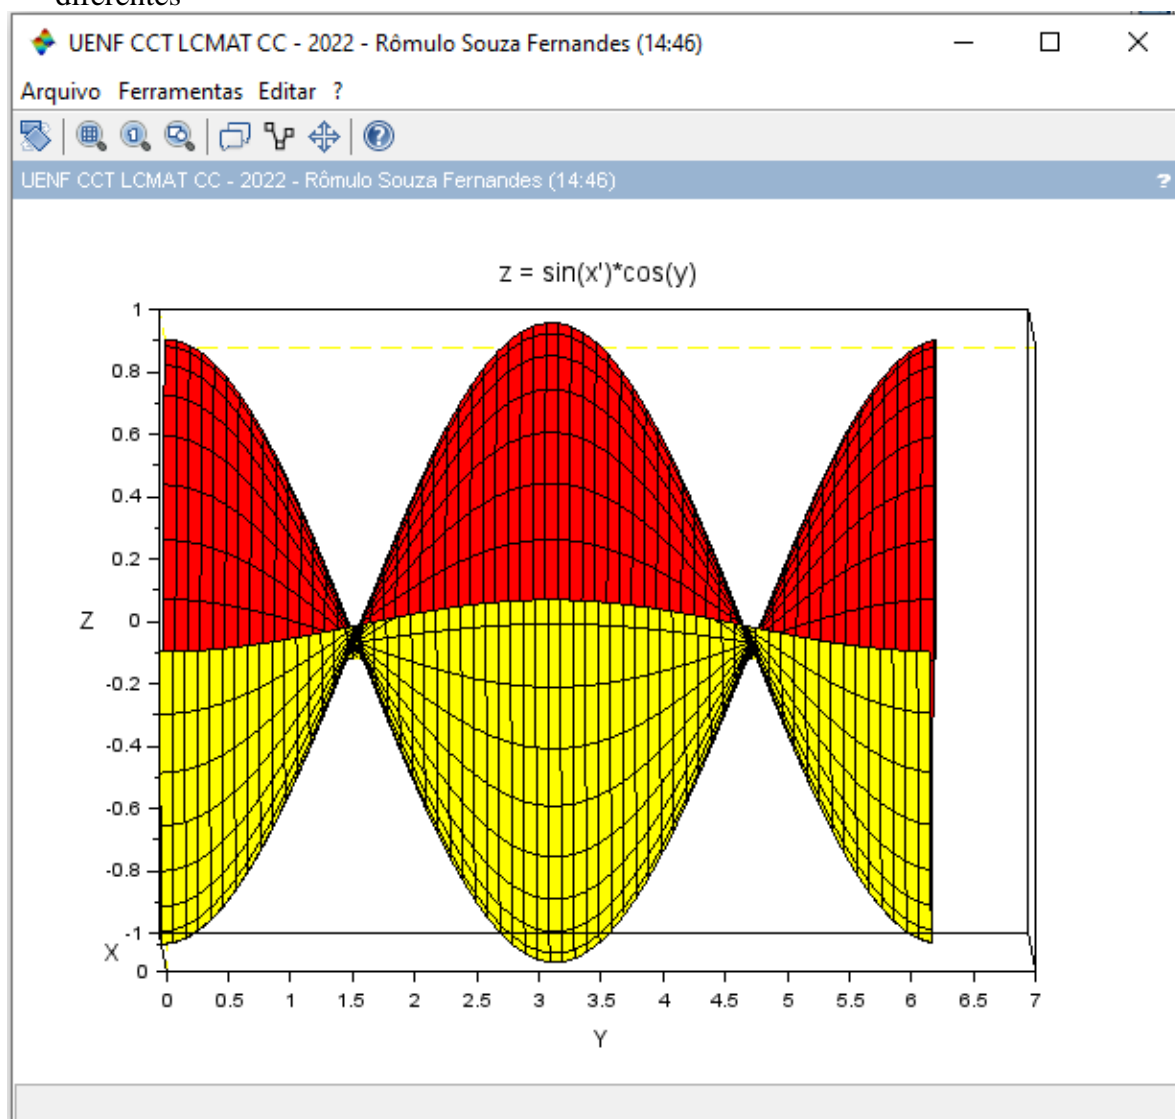 diferentes
UENF CCT LCMAT CC - 2022 - Rômulo Souza Fernandes (14:46)
Arquivo Ferramentas Editar ?
UENF CCT LCMAT CC - 2022 - Rômulo Souza Fernandes (14:46) ?
z = sin(x')*cos(y)
1
0.8
0.6
0.4
0.2
Z 0
-0.2
-0.4
-0.6
-0.8
-1
X
0
0 0.5 1 1.5 2 2.5 3 3.5 4 4.5 5 5.5 6 6.5 7
Y